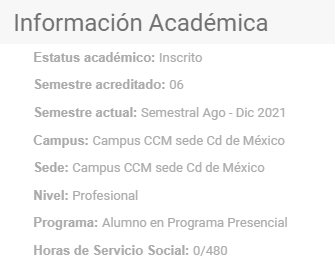 Información Académica
Estatus académico: Inscrito
Semestre acreditado: 06
Semestre actual: Semestral Ago - Dic 2021
Campus: Campus CCM sede Cd de México
Sede: Campus CCM sede Cd de México
Nivel: Profesional
Programa: Alumno en Programa Presencial
Horas de Servicio Social: 0/480